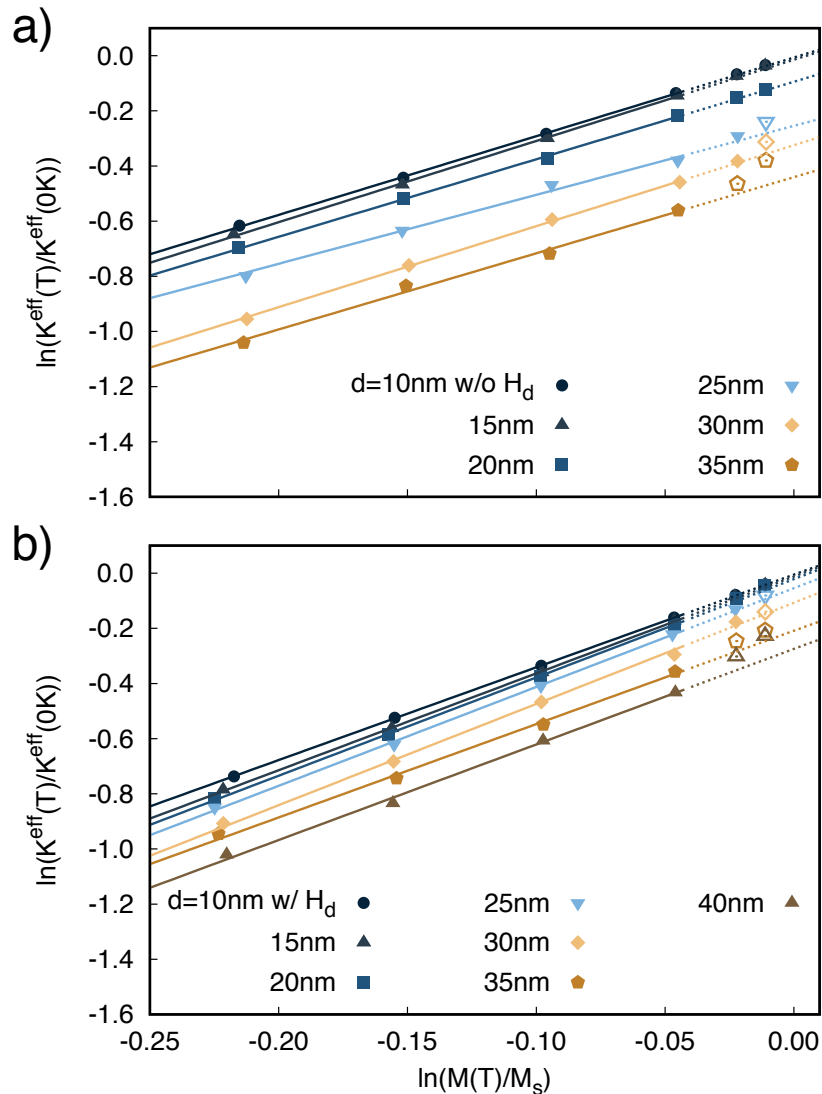 a)
0.0
-0.2
-0.4
-0.6
-0.8
-1.0
-1.2
-1.4
-1.6
ln(K^eff(T)/K^eff(0K))
d=10nm w/o H_d
15nm
20nm
25nm
30nm
35nm
b)
0.0
-0.2
-0.4
-0.6
-0.8
-1.0
-1.2
-1.4
-1.6
ln(K^eff(T)/K^eff(0K))
d=10nm w/ H_d
15nm
20nm
25nm
30nm
35nm
40nm
-0.25 -0.20 -0.15 -0.10 -0.05 0.00
ln(M(T)/M_s)